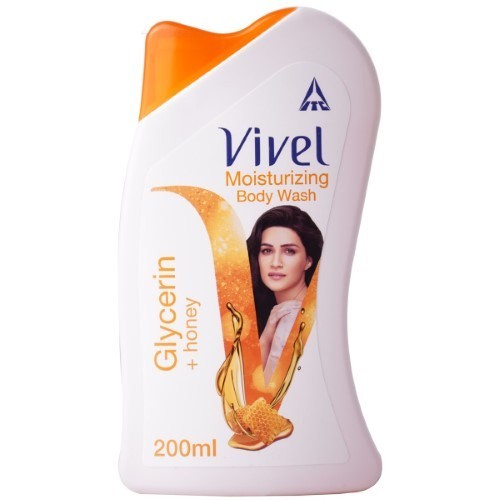 ITC
Vivel
Moisturizing
Body Wash
Glycerin
+ honey
200ml